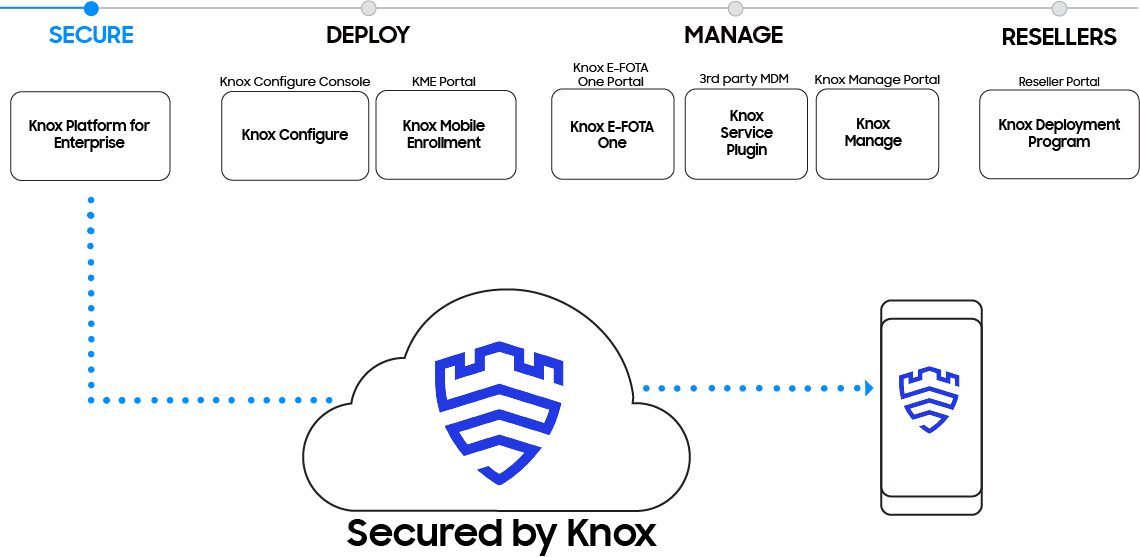 SECURE
DEPLOY
MANAGE
RESELLERS
Knox Platform for
Enterprise
Knox Configure Console
Knox Configure
KME Portal
Knox Mobile
Enrollment
Knox E-FOTA
One Portal
Knox E-FOTA
One
3rd party MDM
Knox
Service
Plugin
Knox Manage Portal
Knox
Manage
Reseller Portal
Knox Deployment
Program
Secured by Knox